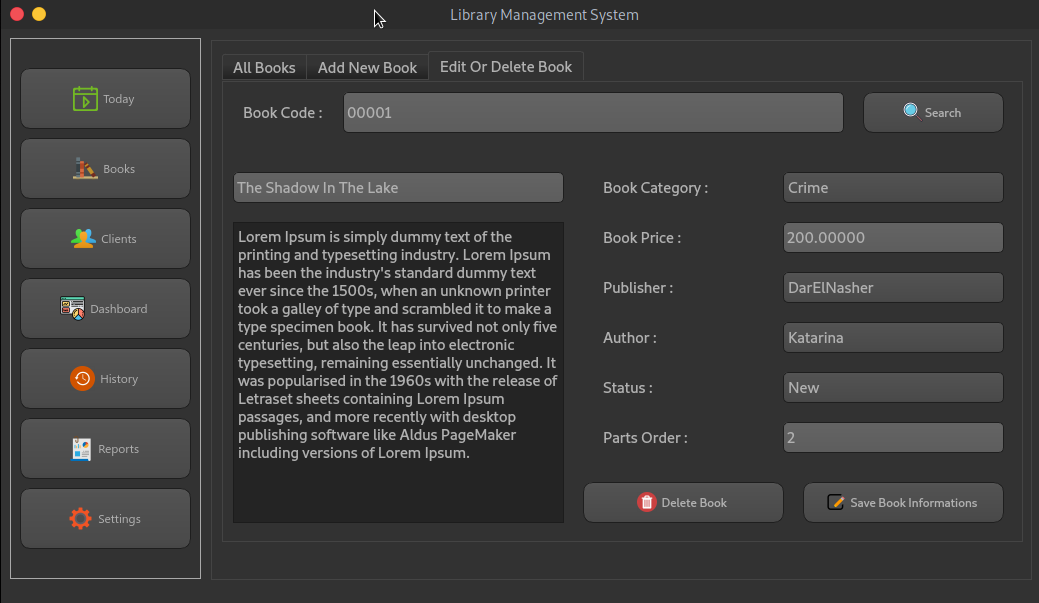 Library Management System
Today
Books
Clients
Dashboard
History
Reports
Settings
All Books
Add New Book
Edit Or Delete Book
Book Code :
00001
Search
The Shadow In The Lake
Lorem Ipsum is simply dummy text of the
printing and typesetting industry. Lorem Ipsum
has been the industry's standard dummy text
ever since the 1500s, when an unknown printer
took a galley of type and scrambled it to make a
type specimen book. It has survived not only five
centuries, but also the leap into electronic
typesetting, remaining essentially unchanged. It
was popularised in the 1960s with the release of
Letraset sheets containing Lorem Ipsum
passages, and more recently with desktop
publishing software like Aldus PageMaker
including versions of Lorem Ipsum.
Book Category :
Crime
Book Price :
200.00000
Publisher :
DarElNasher
Author :
Katarina
Status :
New
Parts Order :
2
Delete Book
Save Book Informations